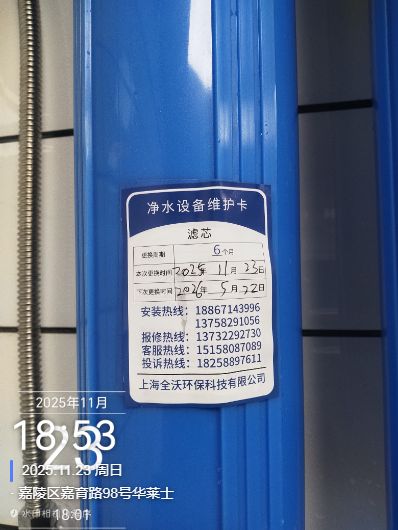 净水设备维护卡
滤芯
更换周期 6个月
本次更换时间 2025年11月23日
下次更换时间 2026年5月22日
安装热线：18867143996
13758291056
报修热线：13732292730
客服热线：15158087089
投诉热线：18258897611
上海全沃环保科技有限公司
2025年11月
18:53
23
2025.11.23 周日
·嘉陵区嘉育路98号华莱士
18:01